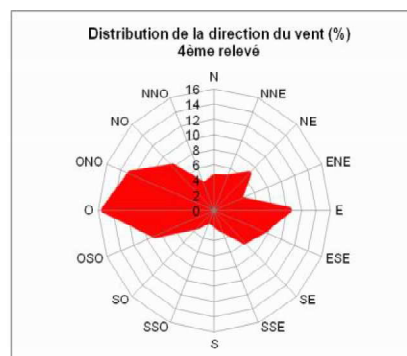 Distribution de la direction du vent (%)
4ème relevé
N
NNO
NNE
NO
NE
ONO
ENE
O
E
OSO
ESE
SO
SE
SSO
SSE
S
16
14
12
10
8
6
4
2
0